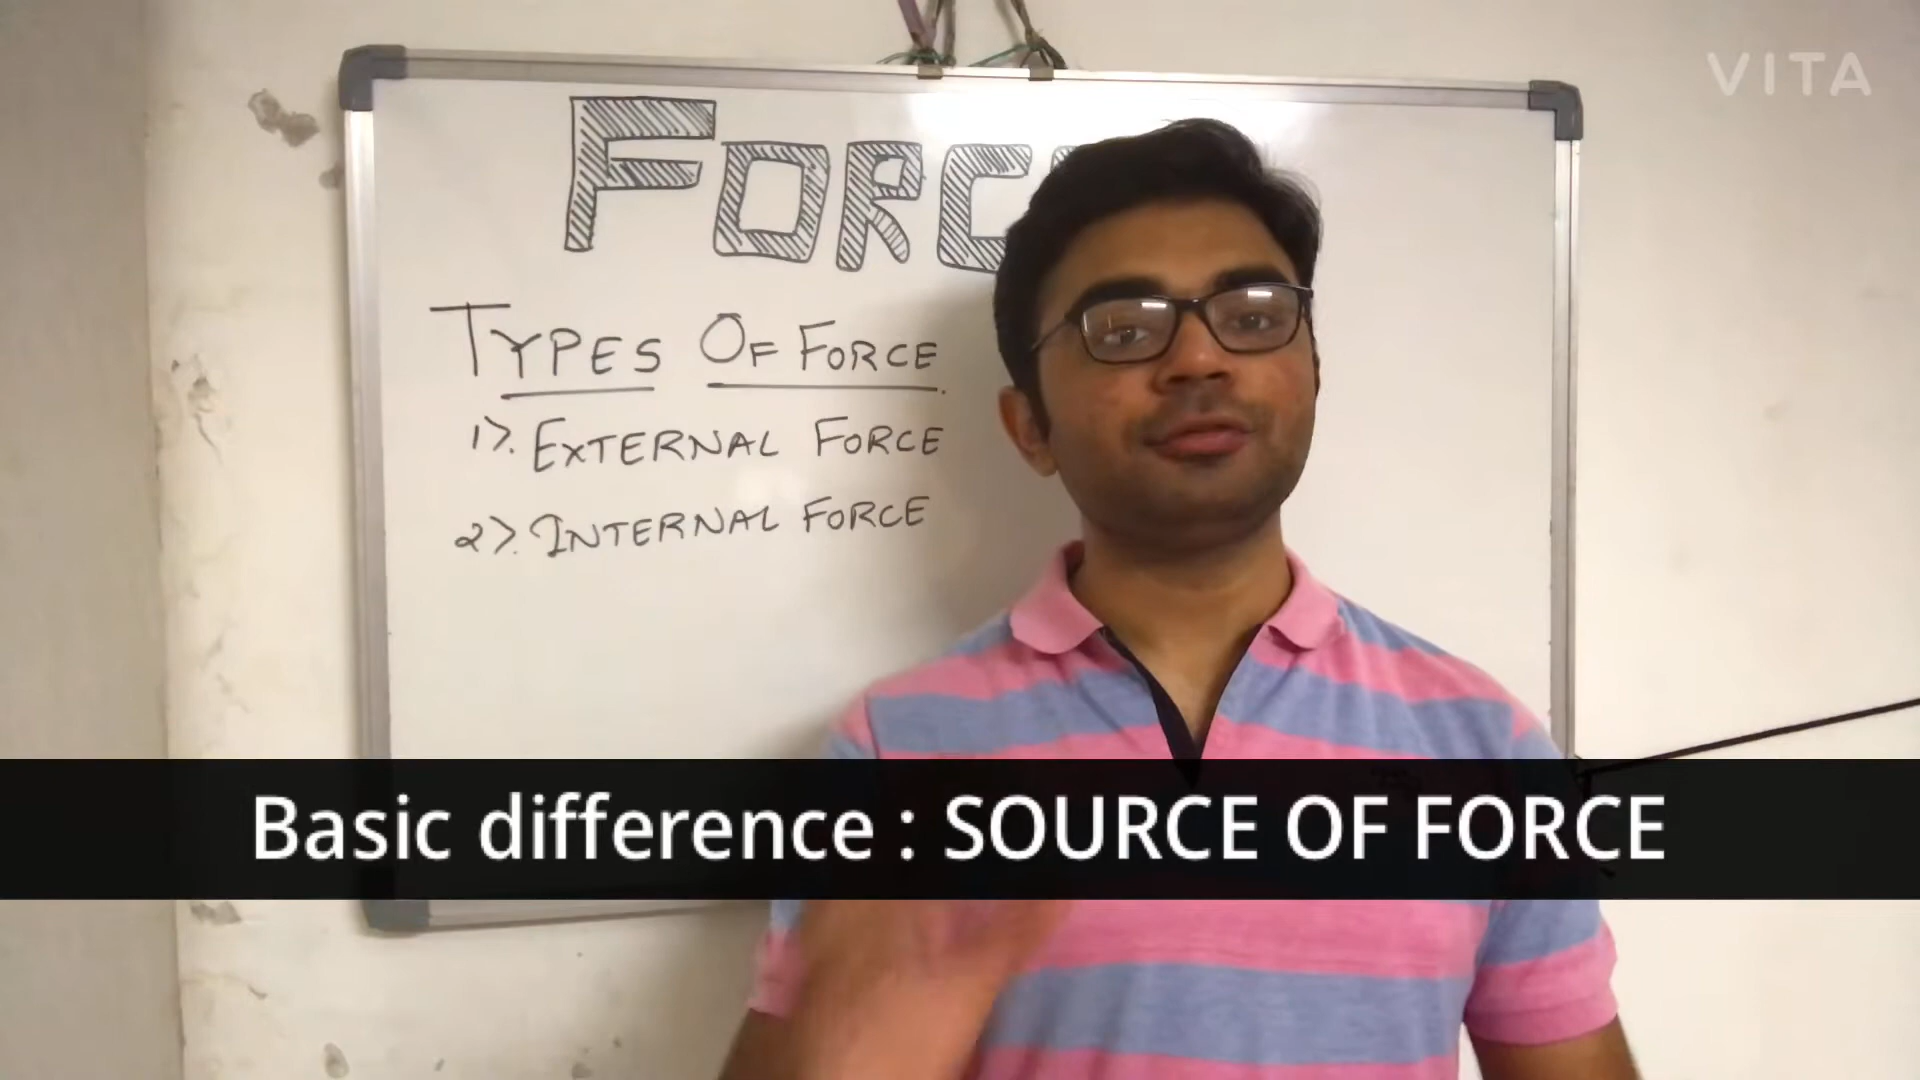 VITA
FORC
TYPES OF FORCE
1). EXTERNAL FORCE
2). INTERNAL FORCE
Basic difference : SOURCE OF FORCE